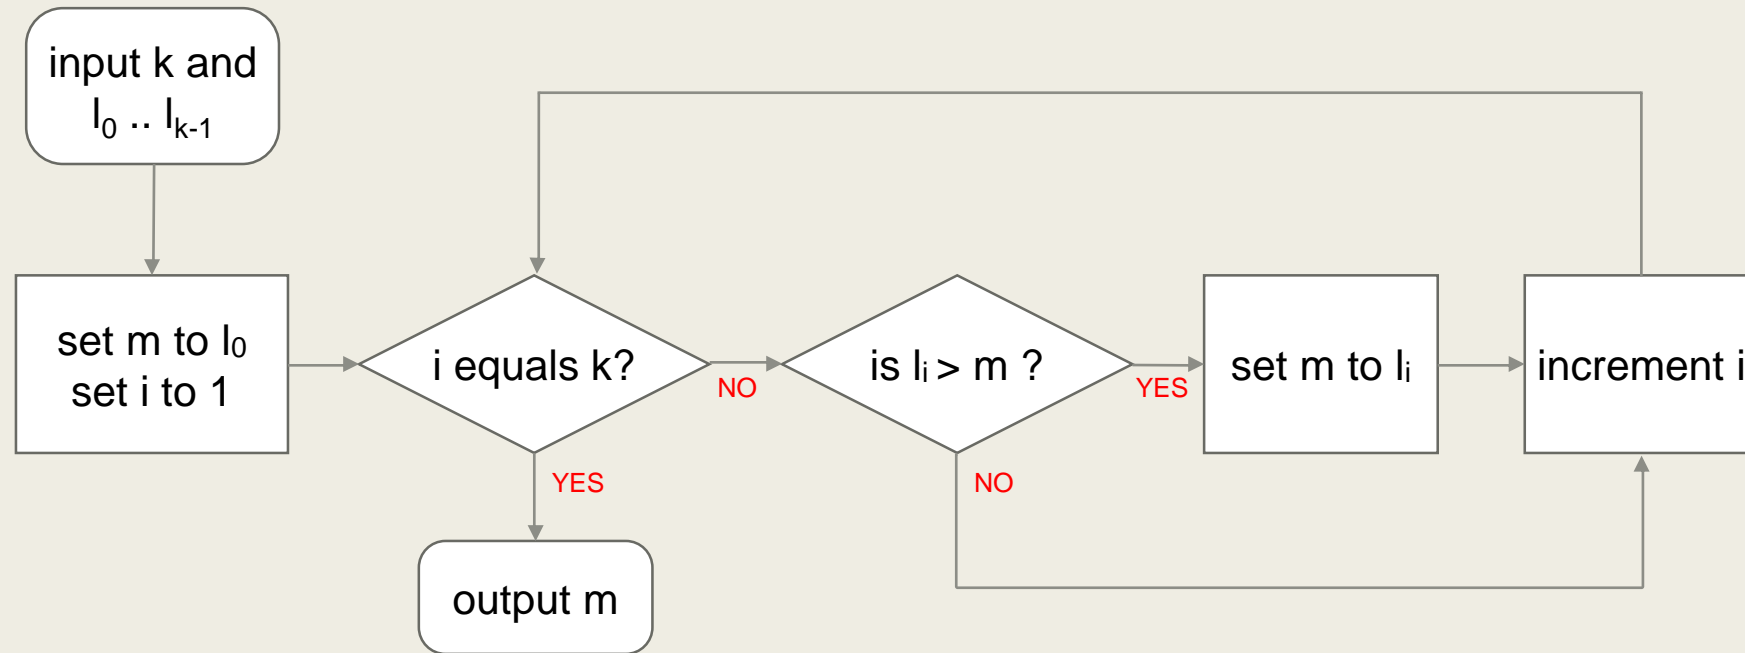 input k and
l₀ .. lₖ₋₁
set m to l₀
set i to 1
i equals k?
NO
is lᵢ > m ?
YES
set m to lᵢ
increment i
YES
NO
output m